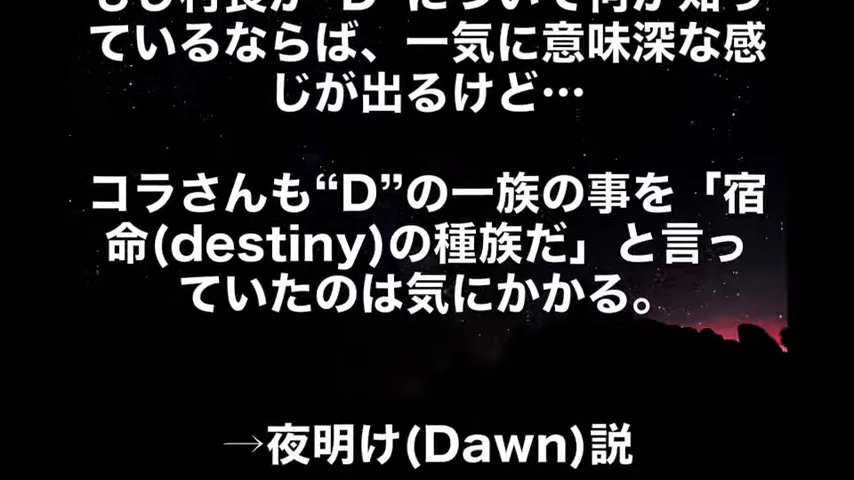 もし村長が“D”について何か知っ
ているならば、一気に意味深な感
じが出るけど…
コラさんも“D”の一族の事を「宿
命(destiny)の種族だ」と言っ
ていたのは気にかかる。
→夜明け(Dawn)説